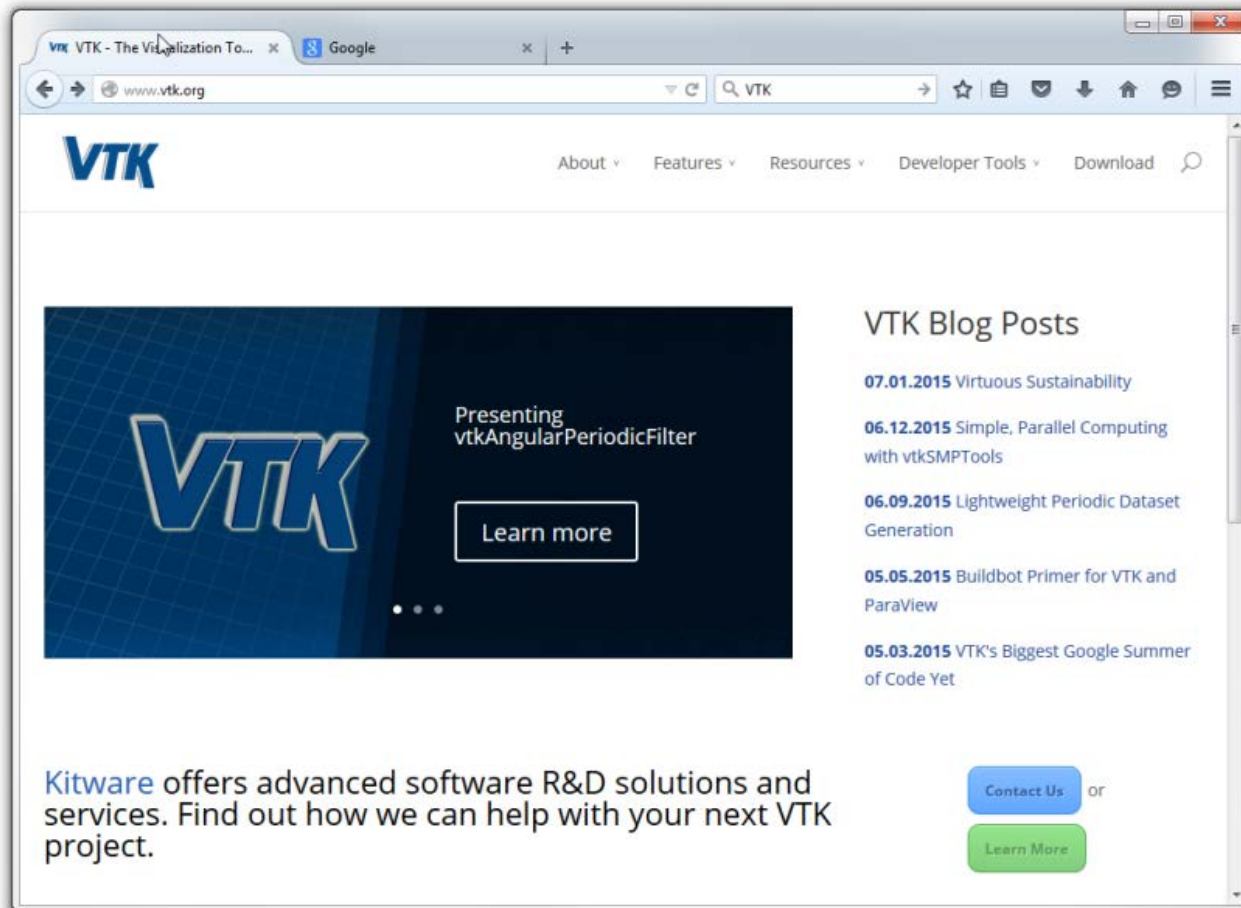 VTK VTK - The Visualization To...
8 Google
www.vtk.org
VTK
VTK
About
Features
Resources
Developer Tools
Download
VTK
Presenting
vtkAngularPeriodicFilter
Learn more
VTK Blog Posts
07.01.2015 Virtuous Sustainability
06.12.2015 Simple, Parallel Computing
with vtkSMPTools
06.09.2015 Lightweight Periodic Dataset
Generation
05.05.2015 Buildbot Primer for VTK and
ParaView
05.03.2015 VTK's Biggest Google Summer
of Code Yet
Kitware offers advanced software R&D solutions and
services. Find out how we can help with your next VTK
project.
Contact Us or
Learn More